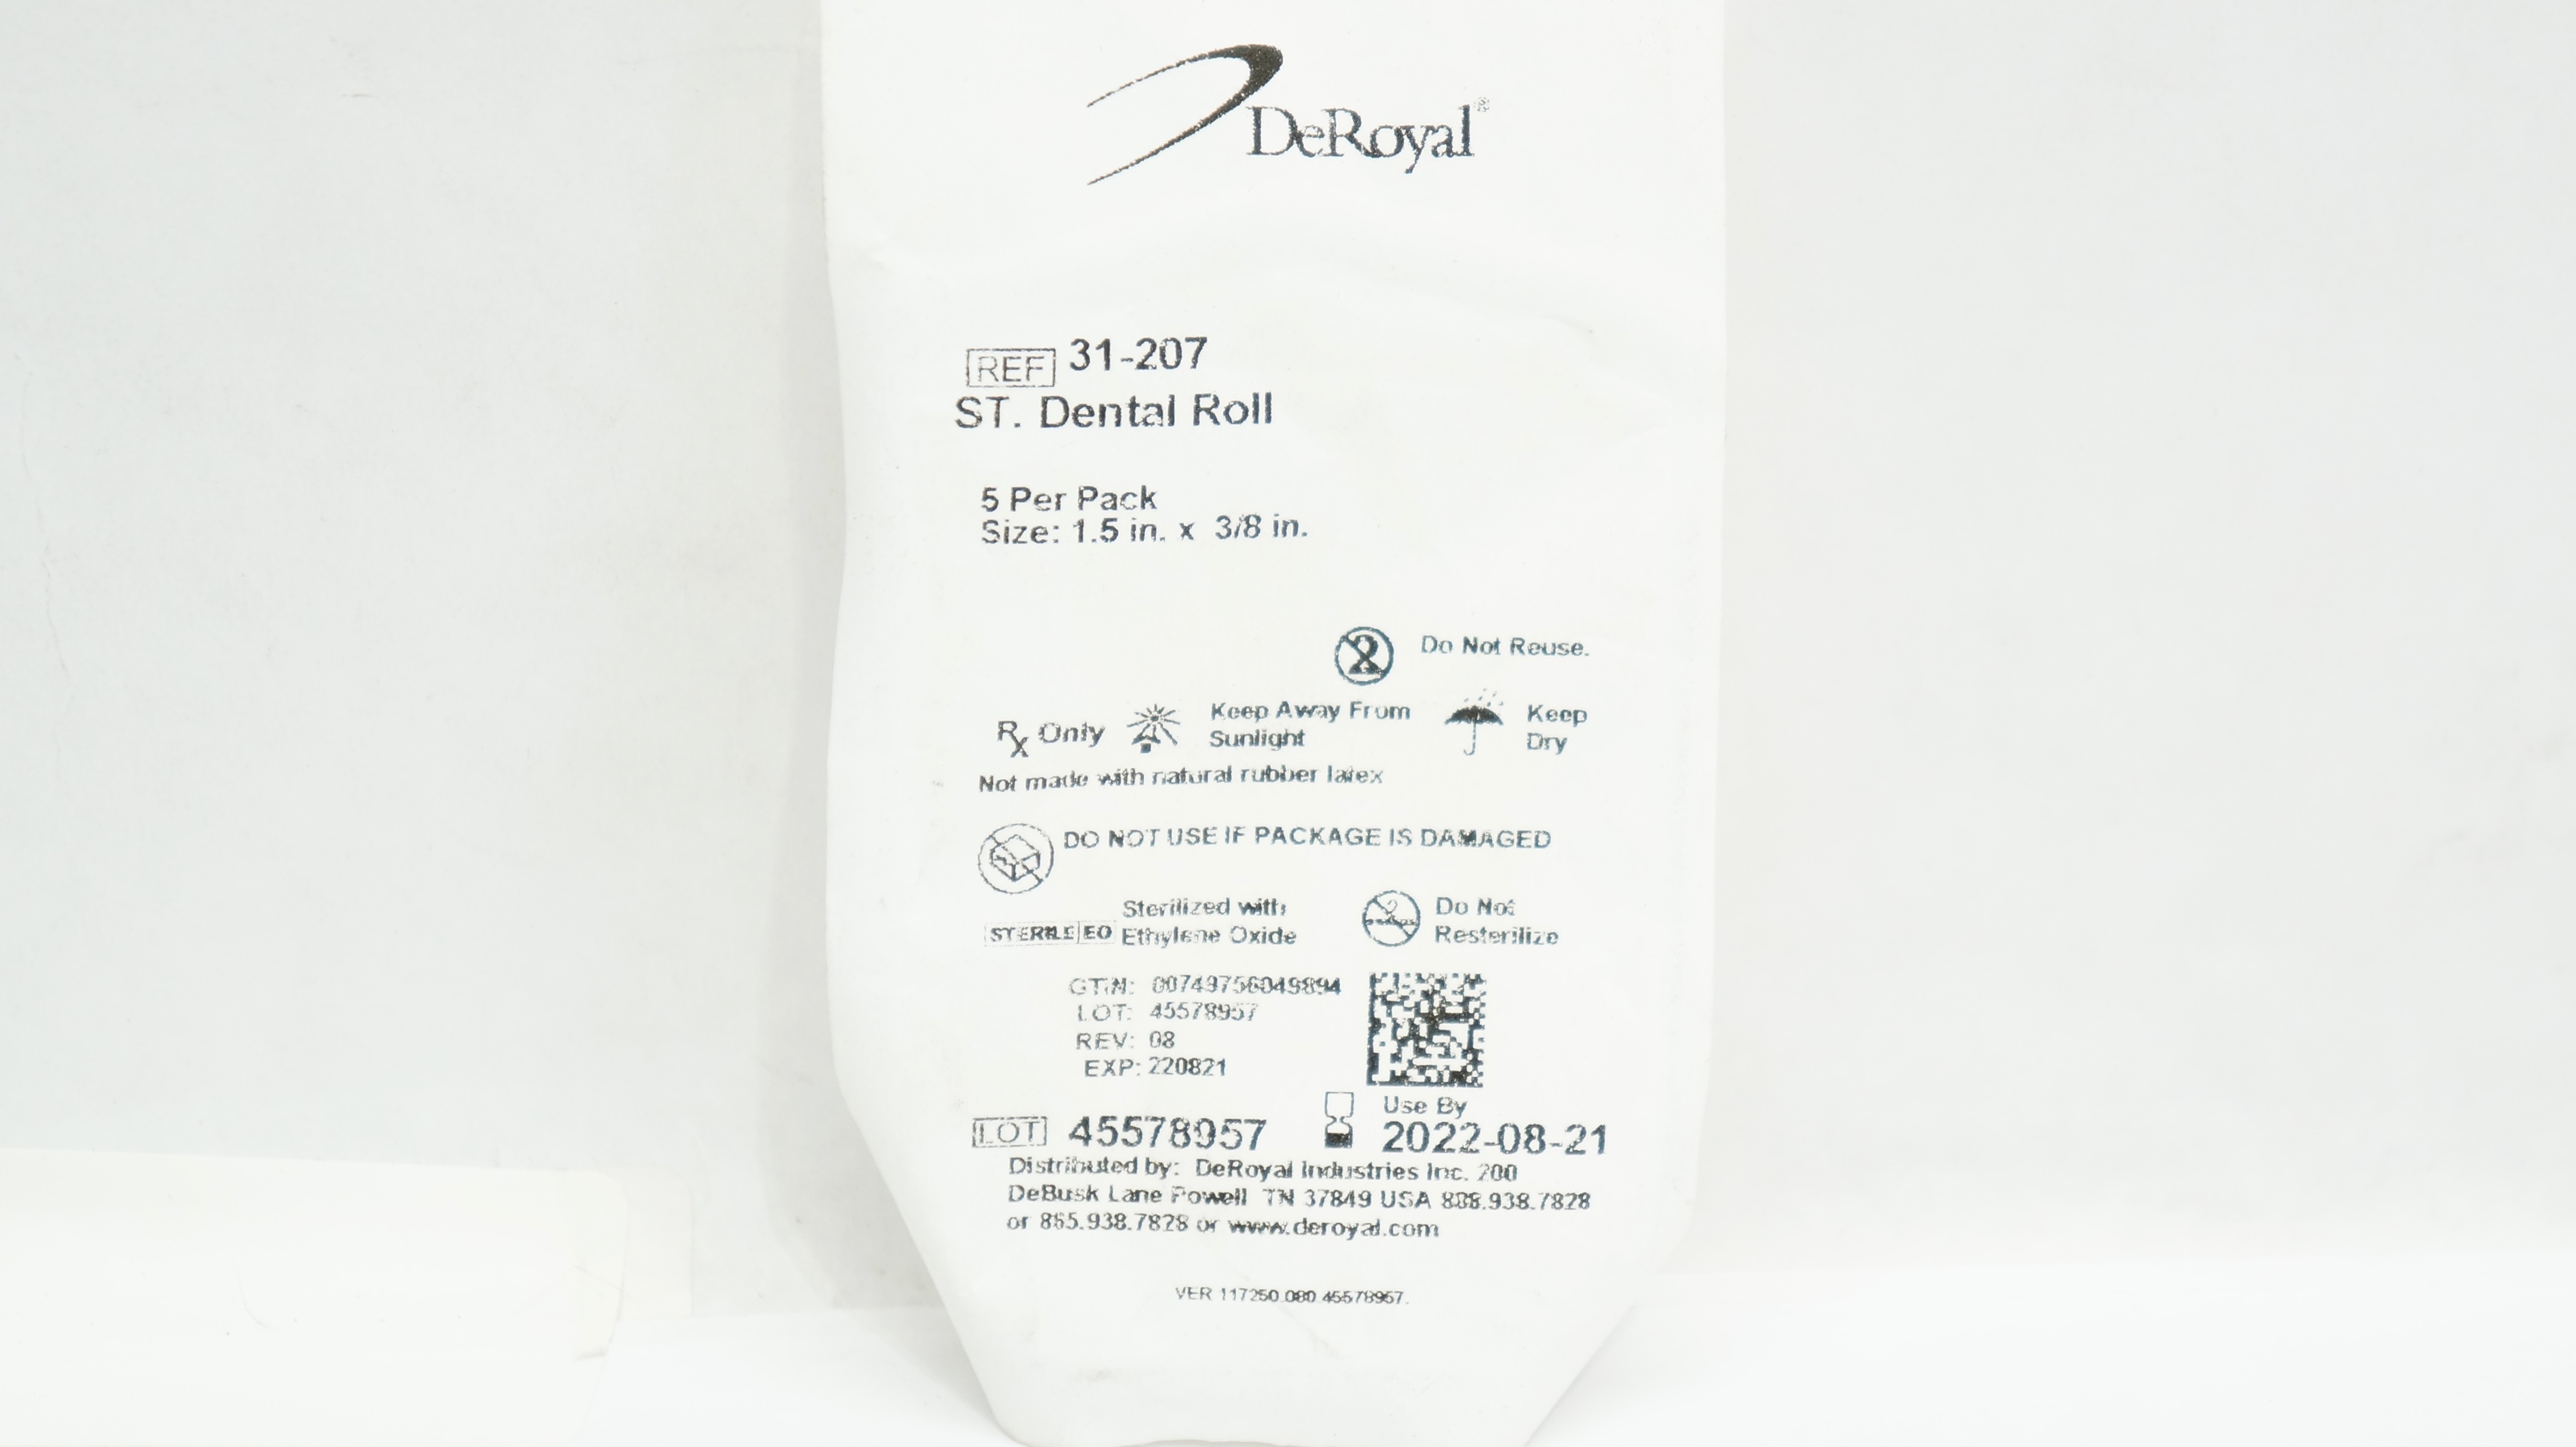 DeRoyal®
REF 31-207
ST. Dental Roll
5 Per Pack
Size: 1.5 in. x 3/8 in.
2 Do Not Reuse.
Rx Only Keep Away From Sunlight Keep Dry
Not made with natural rubber latex
DO NOT USE IF PACKAGE IS DAMAGED
STERILE EO Sterilized with Ethylene Oxide 2 Do Not Resterilize
GTIN: 00749756049894
LOT: 45578957
REV: 08
EXP: 220821
Use By
LOT 45578957 2022-08-21
Distributed by: DeRoyal Industries Inc. 200
DeBusk Lane Powell TN 37849 USA 888.938.7828
or 865.938.7828 or www.deroyal.com
VER 117250.080 45578957.